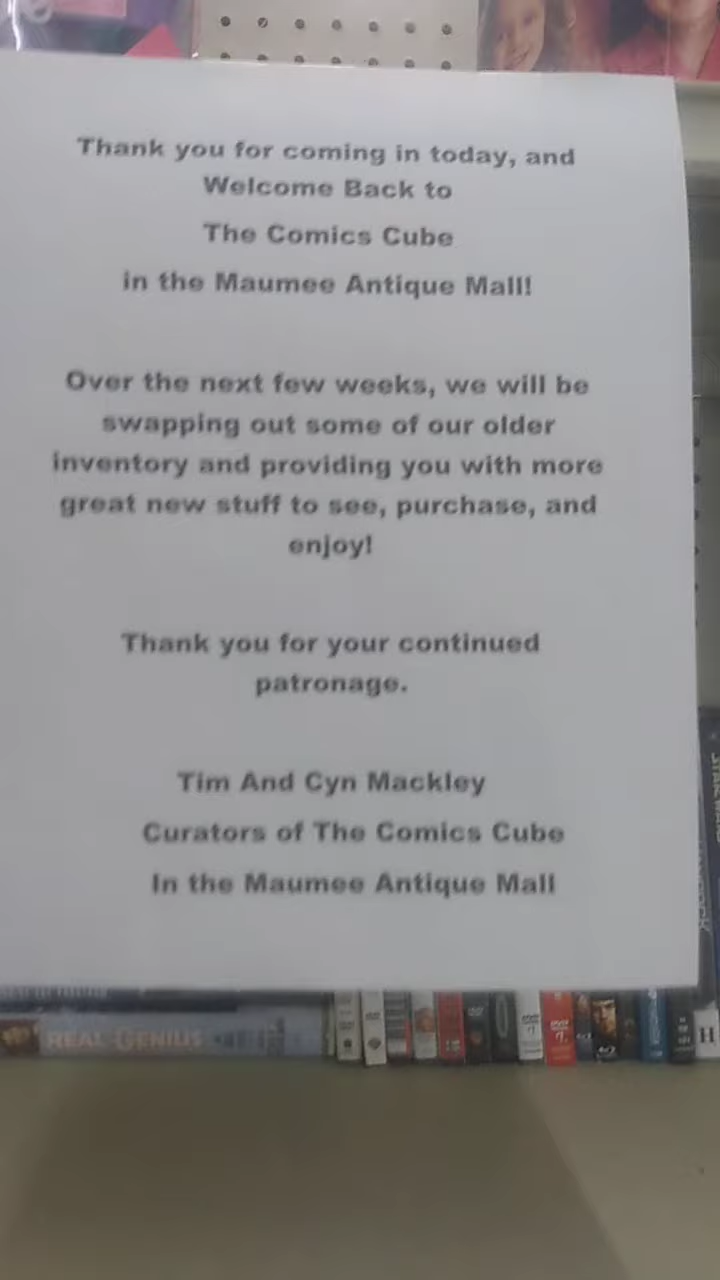 Thank you for coming in today, and
Welcome Back to
The Comics Cube
in the Maumee Antique Mall!
Over the next few weeks, we will be
swapping out some of our older
inventory and providing you with more
great new stuff to see, purchase, and
enjoy!
Thank you for your continued
patronage.
Tim And Cyn Mackley
Curators of The Comics Cube
In the Maumee Antique Mall
REAL GENIUS
H